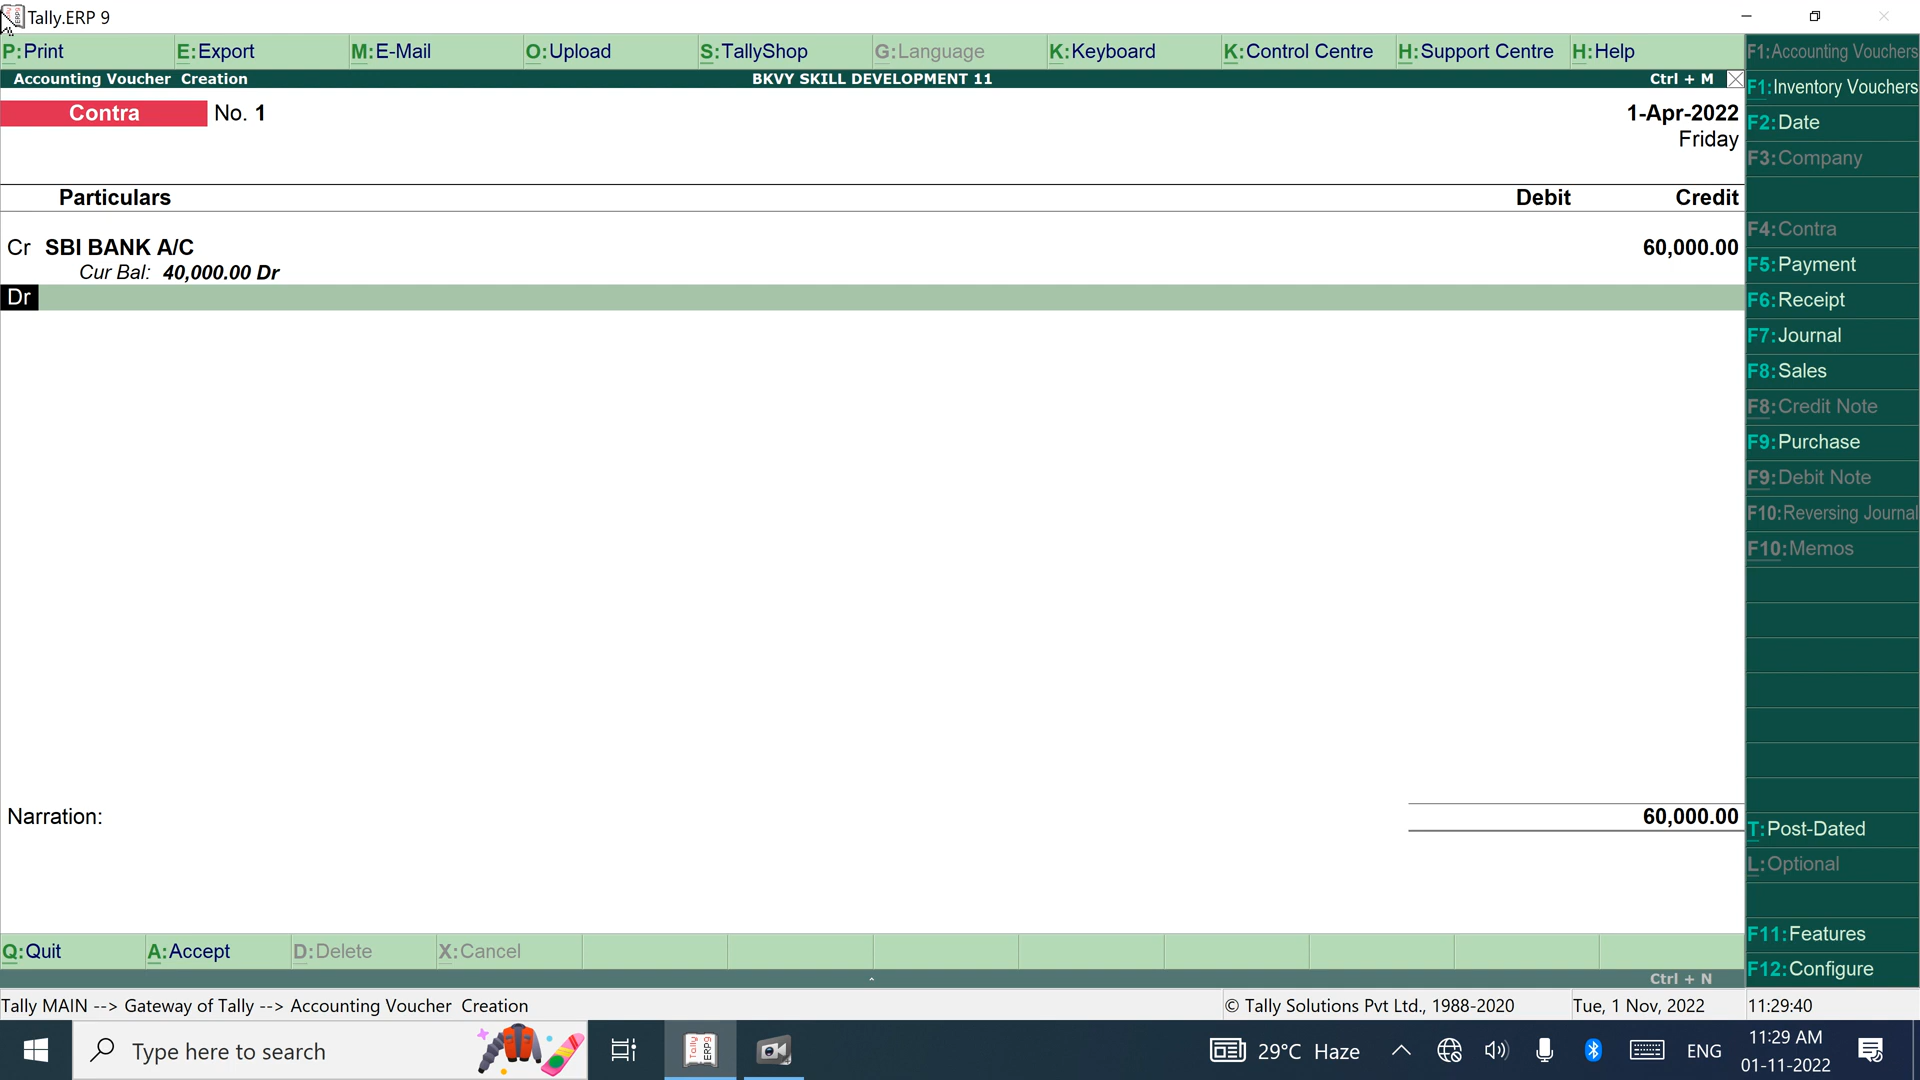 Tally.ERP 9
P:Print E:Export M:E-Mail O:Upload S:TallyShop G:Language K:Keyboard K:Control Centre H:Support Centre H:Help
Accounting Voucher Creation BKVY SKILL DEVELOPMENT 11 Ctrl + M
Contra No. 1 1-Apr-2022
Friday
Particulars Debit Credit
Cr SBI BANK A/C 60,000.00
Cur Bal: 40,000.00 Dr
Dr
Narration: 60,000.00
Q:Quit A:Accept D:Delete X:Cancel
Ctrl + N
F1:Accounting Vouchers
F1:Inventory Vouchers
F2:Date
F3:Company
F4:Contra
F5:Payment
F6:Receipt
F7:Journal
F8:Sales
F8:Credit Note
F9:Purchase
F9:Debit Note
F10:Reversing Journal
F10:Memos
T:Post-Dated
L:Optional
F11:Features
F12:Configure
Tally MAIN --> Gateway of Tally --> Accounting Voucher Creation © Tally Solutions Pvt Ltd., 1988-2020 Tue, 1 Nov, 2022 11:29:40
Type here to search Tally ERP9 29°C Haze ENG 11:29 AM
01-11-2022